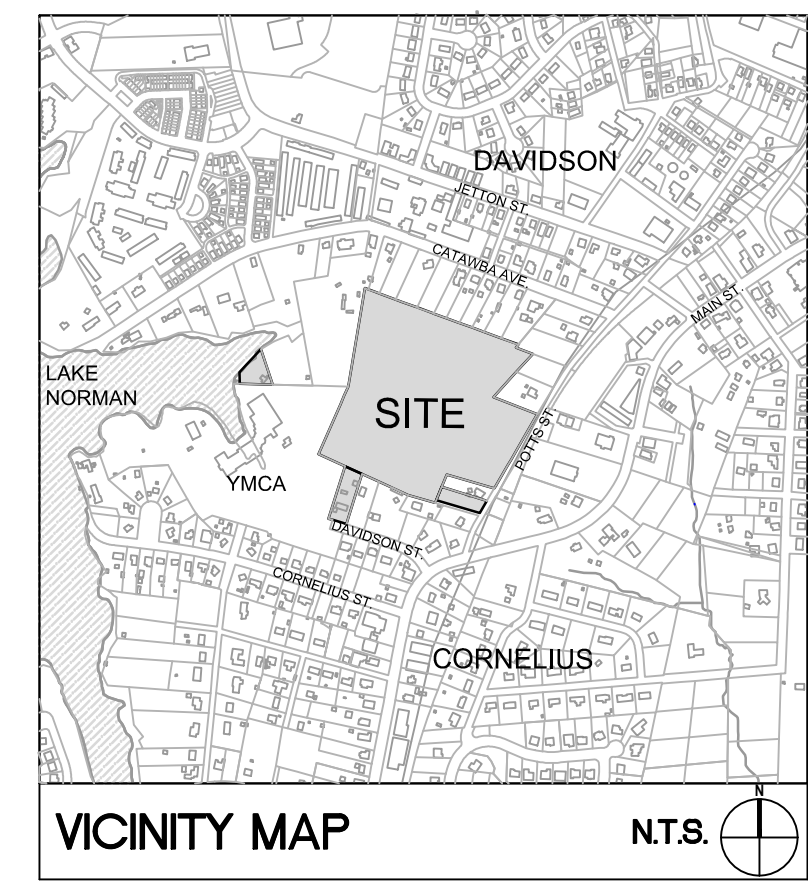 DAVIDSON
JETTON ST.
CATAWBA AVE.
MAIN ST.
LAKE
NORMAN
SITE
POTTS ST.
YMCA
DAVIDSON ST.
CORNELIUS ST.
CORNELIUS
VICINITY MAP
N.T.S.
N